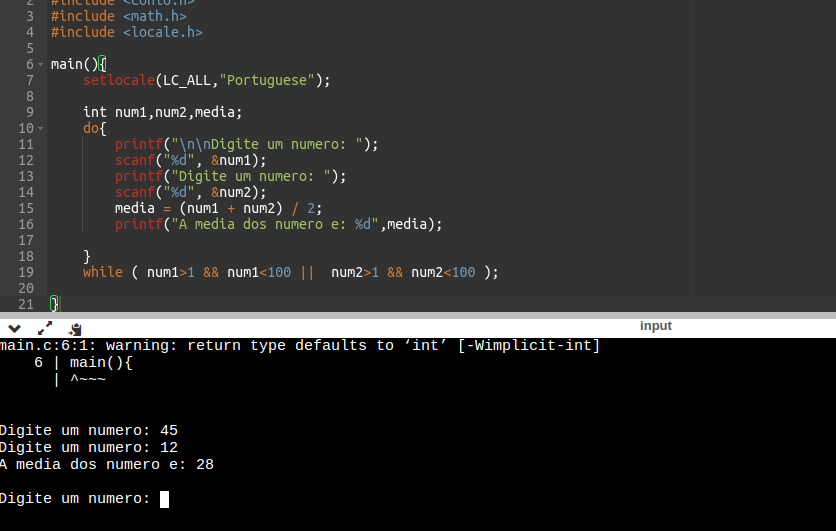 2 #include <conio.h>
3 #include <math.h>
4 #include <locale.h>
5
6 main(){
7 setlocale(LC_ALL,"Portuguese");
8
9 int num1,num2,media;
10 do{
11 printf("\n\nDigite um numero: ");
12 scanf("%d", &num1);
13 printf("Digite um numero: ");
14 scanf("%d", &num2);
15 media = (num1 + num2) / 2;
16 printf("A media dos numero e: %d",media);
17
18 }
19 while ( num1>1 && num1<100 || num2>1 && num2<100 );
20
21 }
input
main.c:6:1: warning: return type defaults to ‘int’ [-Wimplicit-int]
6 | main(){
| ^~~~
Digite um numero: 45
Digite um numero: 12
A media dos numero e: 28
Digite um numero: